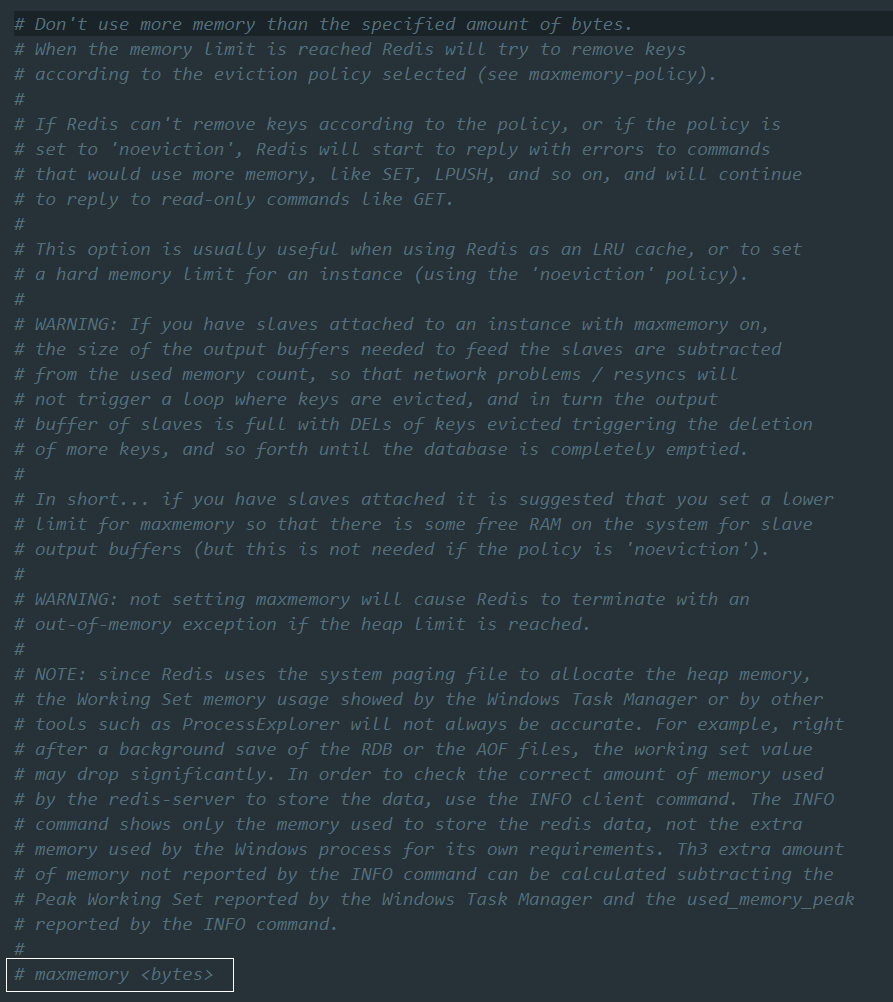 # Don't use more memory than the specified amount of bytes.
# When the memory limit is reached Redis will try to remove keys
# according to the eviction policy selected (see maxmemory-policy).
#
# If Redis can't remove keys according to the policy, or if the policy is
# set to 'noeviction', Redis will start to reply with errors to commands
# that would use more memory, like SET, LPUSH, and so on, and will continue
# to reply to read-only commands like GET.
#
# This option is usually useful when using Redis as an LRU cache, or to set
# a hard memory limit for an instance (using the 'noeviction' policy).
#
# WARNING: If you have slaves attached to an instance with maxmemory on,
# the size of the output buffers needed to feed the slaves are subtracted
# from the used memory count, so that network problems / resyncs will
# not trigger a loop where keys are evicted, and in turn the output
# buffer of slaves is full with DELs of keys evicted triggering the deletion
# of more keys, and so forth until the database is completely emptied.
#
# In short... if you have slaves attached it is suggested that you set a lower
# limit for maxmemory so that there is some free RAM on the system for slave
# output buffers (but this is not needed if the policy is 'noeviction').
#
# WARNING: not setting maxmemory will cause Redis to terminate with an
# out-of-memory exception if the heap limit is reached.
#
# NOTE: since Redis uses the system paging file to allocate the heap memory,
# the Working Set memory usage showed by the Windows Task Manager or by other
# tools such as ProcessExplorer will not always be accurate. For example, right
# after a background save of the RDB or the AOF files, the working set value
# may drop significantly. In order to check the correct amount of memory used
# by the redis-server to store the data, use the INFO client command. The INFO
# command shows only the memory used to store the redis data, not the extra
# memory used by the Windows process for its own requirements. Th3 extra amount
# of memory not reported by the INFO command can be calculated subtracting the
# Peak Working Set reported by the Windows Task Manager and the used_memory_peak
# reported by the INFO command.
#
# maxmemory <bytes>